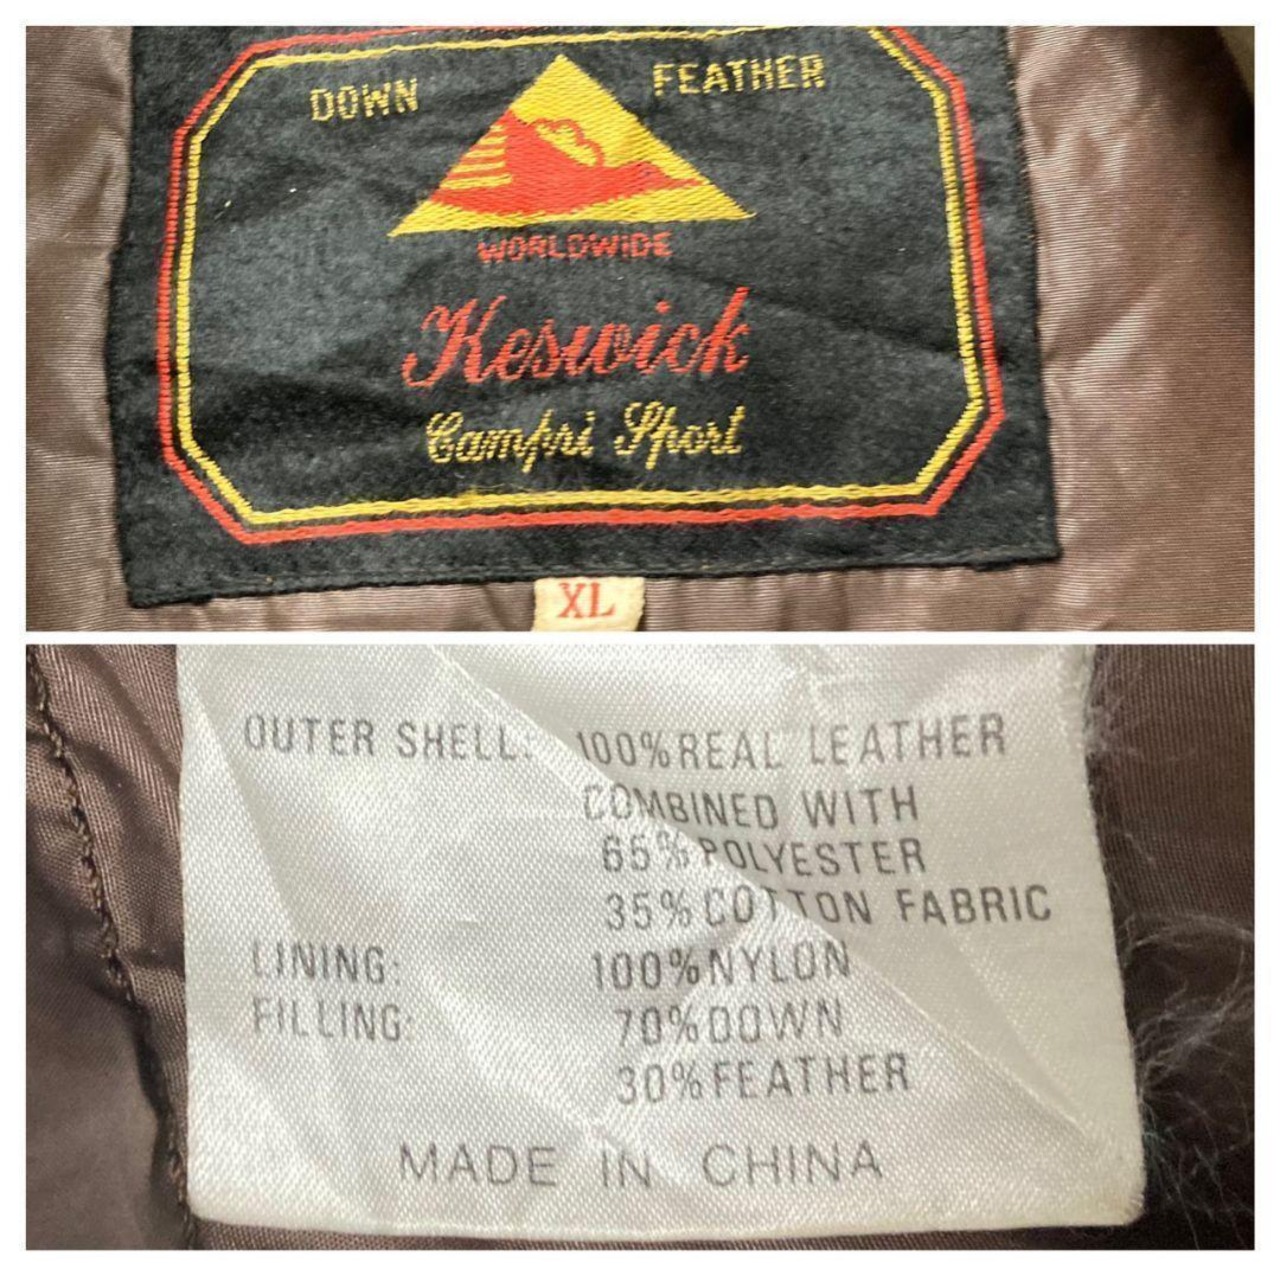 DOWN FEATHER
WORLDWIDE
Keswick
Campri Sport
XL
OUTER SHELL: 100%REAL LEATHER
COMBINED WITH
65%POLYESTER
35%COTTON FABRIC
LINING: 100%NYLON
FILLING: 70%DOWN
30%FEATHER
MADE IN CHINA